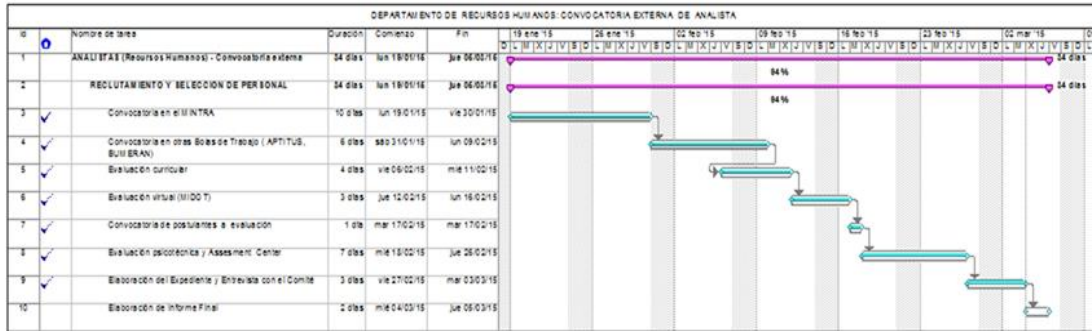 DEPARTAMENTO DE RECURSOS HUMANOS: CONVOCATORIA EXTERNA DE ANALISTA
Id Nombre de tarea Duración Comienzo Fin 19 ene '15 26 ene '15 02 feb '15 09 feb '15 16 feb '15 23 feb '15 02 mar '15
D L M X J V S D L M X J V S D L M X J V S D L M X J V S D L M X J V S D L M X J V S D L M X J V S D
1 ANALISTAS (Recursos Humanos) - Convocatoria externa 34 días lun 19/01/15 jue 05/03/15 34 días
94%
2 RECLUTAMIENTO Y SELECCION DE PERSONAL 34 días lun 19/01/15 jue 05/03/15 34 días
94%
3 Convocatoria en el MINTRA 10 días lun 19/01/15 vie 30/01/15
4 Convocatoria en otras Bolsas de Trabajo ( APTITUS, BUMERAN) 6 días sáb 31/01/15 lun 09/02/15
5 Evaluación curricular 4 días vie 06/02/15 mié 11/02/15
6 Evaluación virtual (MIDOT) 3 días jue 12/02/15 lun 16/02/15
7 Convocatoria de postulantes a evaluación 1 día mar 17/02/15 mar 17/02/15
8 Evaluación psicotécnica y Assesment Center 7 días mié 18/02/15 jue 26/02/15
9 Elaboración del Expediente y Entrevista con el Comité 3 días vie 27/02/15 mar 03/03/15
10 Elaboración de Informe Final 2 días mié 04/03/15 jue 05/03/15